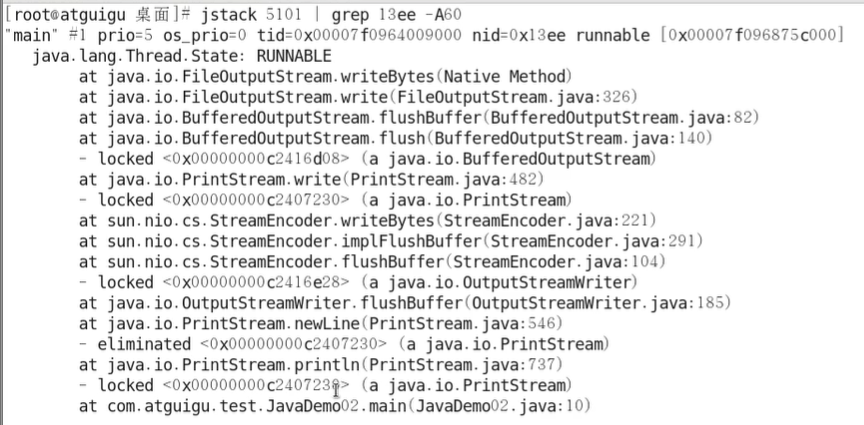 [root@atguigu 桌面]# jstack 5101 | grep 13ee -A60
"main" #1 prio=5 os_prio=0 tid=0x00007f0964009000 nid=0x13ee runnable [0x00007f096875c000]
   java.lang.Thread.State: RUNNABLE
        at java.io.FileOutputStream.writeBytes(Native Method)
        at java.io.FileOutputStream.write(FileOutputStream.java:326)
        at java.io.BufferedOutputStream.flushBuffer(BufferedOutputStream.java:82)
        at java.io.BufferedOutputStream.flush(BufferedOutputStream.java:140)
        - locked <0x00000000c2416d08> (a java.io.BufferedOutputStream)
        at java.io.PrintStream.write(PrintStream.java:482)
        - locked <0x00000000c2407230> (a java.io.PrintStream)
        at sun.nio.cs.StreamEncoder.writeBytes(StreamEncoder.java:221)
        at sun.nio.cs.StreamEncoder.implFlushBuffer(StreamEncoder.java:291)
        at sun.nio.cs.StreamEncoder.flushBuffer(StreamEncoder.java:104)
        - locked <0x00000000c2416e28> (a java.io.OutputStreamWriter)
        at java.io.OutputStreamWriter.flushBuffer(OutputStreamWriter.java:185)
        at java.io.PrintStream.newLine(PrintStream.java:546)
        - eliminated <0x00000000c2407230> (a java.io.PrintStream)
        at java.io.PrintStream.println(PrintStream.java:737)
        - locked <0x00000000c2407230> (a java.io.PrintStream)
        at com.atguigu.test.JavaDemo02.main(JavaDemo02.java:10)